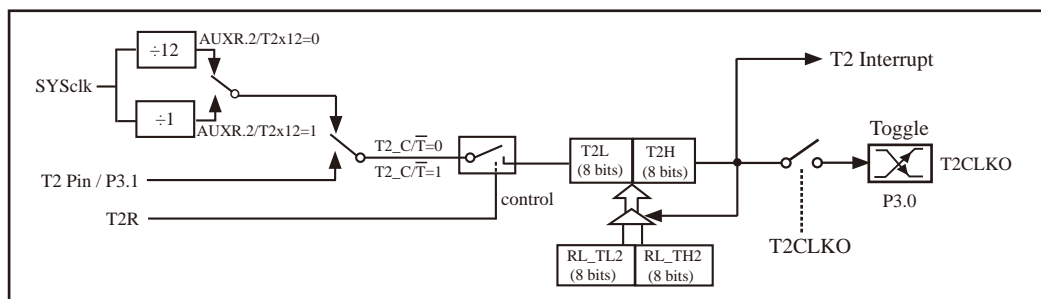 ÷12
AUXR.2/T2x12=0
SYSclk
÷1
AUXR.2/T2x12=1
T2 Pin / P3.1
T2_C/T̅=0
T2_C/T̅=1
T2R
control
T2L
(8 bits)
T2H
(8 bits)
RL_TL2
(8 bits)
RL_TH2
(8 bits)
T2 Interrupt
Toggle
T2CLKO
P3.0
T2CLKO